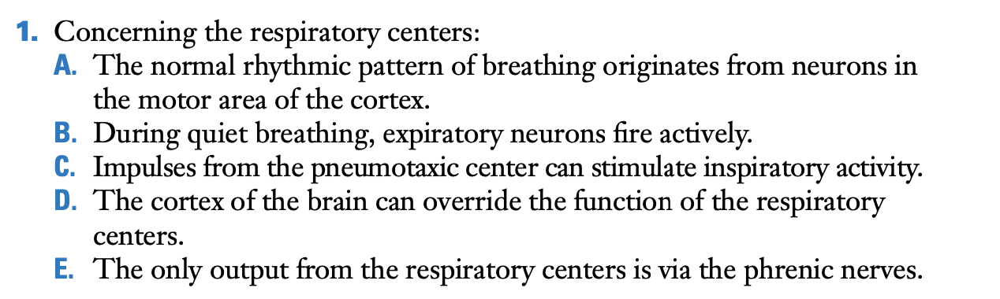 1. Concerning the respiratory centers:
A. The normal rhythmic pattern of breathing originates from neurons in
the motor area of the cortex.
B. During quiet breathing, expiratory neurons fire actively.
C. Impulses from the pneumotaxic center can stimulate inspiratory activity.
D. The cortex of the brain can override the function of the respiratory
centers.
E. The only output from the respiratory centers is via the phrenic nerves.